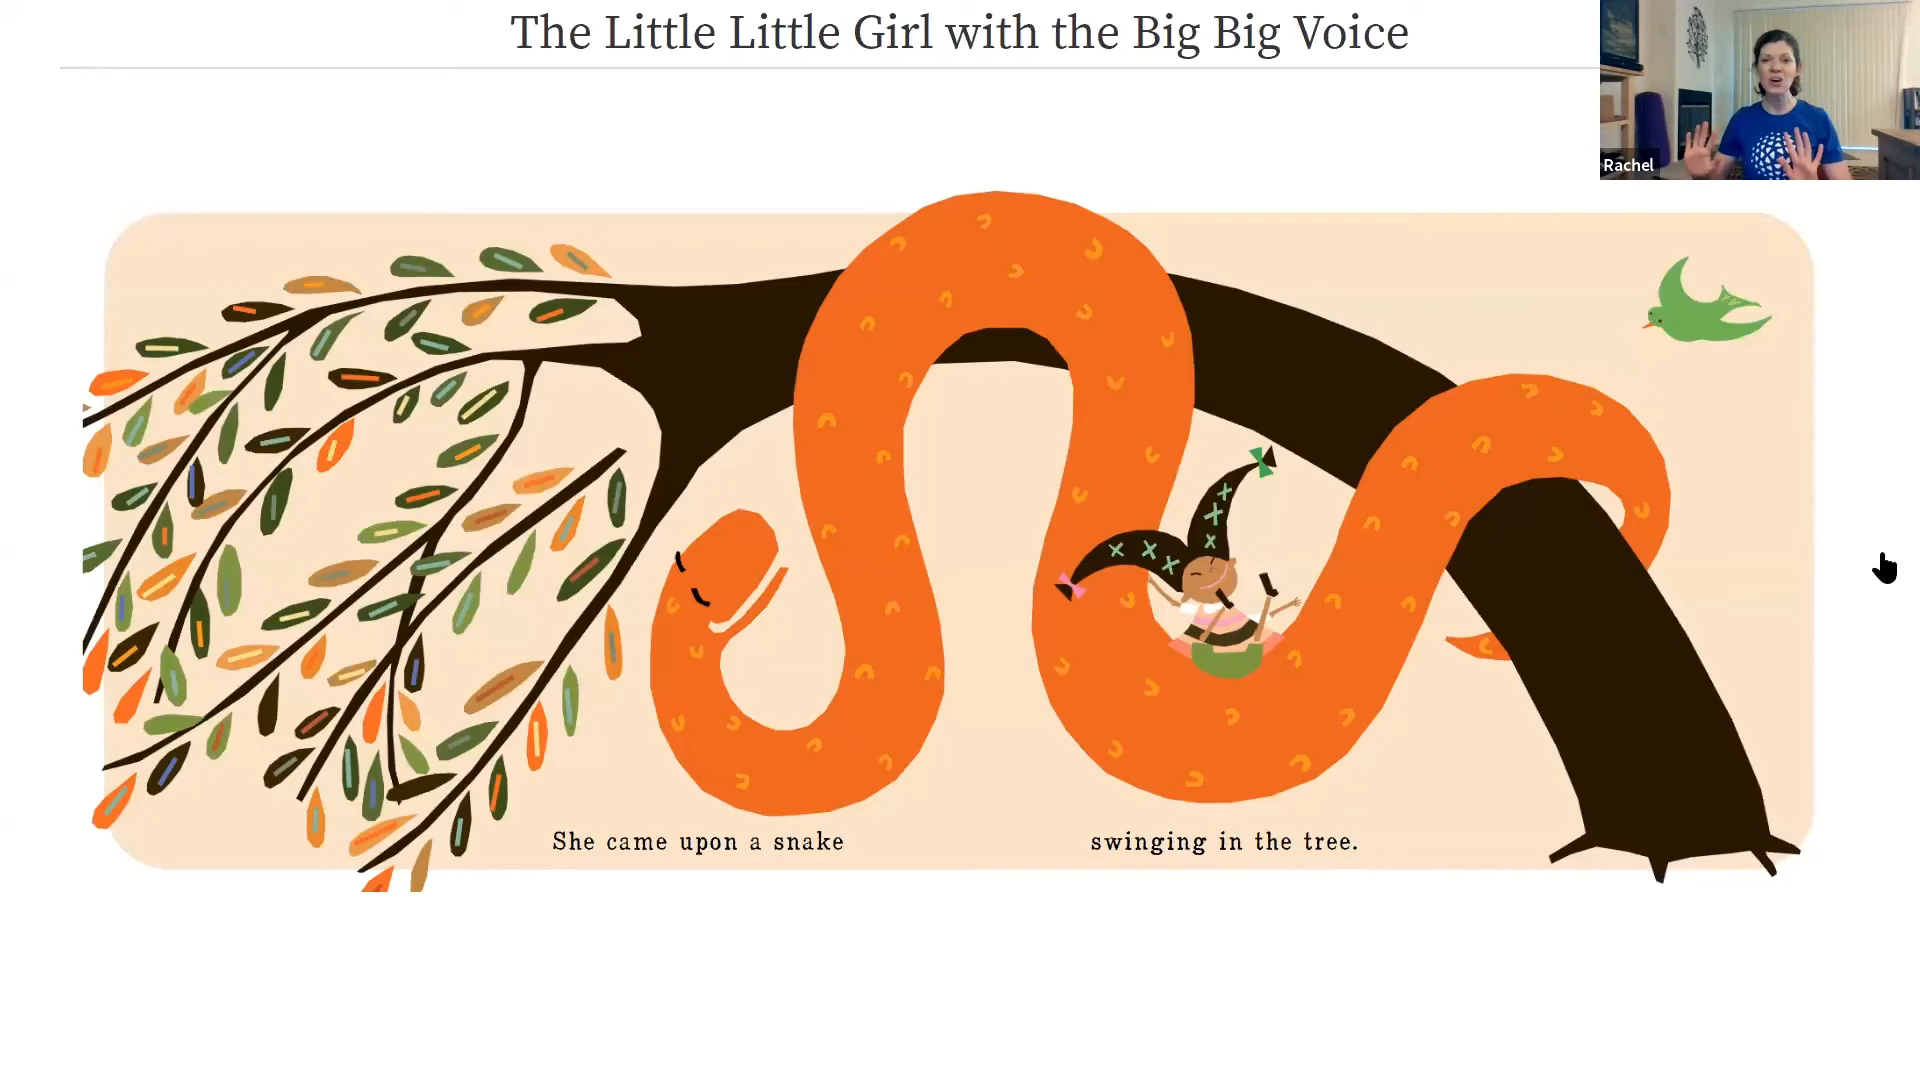 The Little Little Girl with the Big Big Voice
Rachel
She came upon a snake
swinging in the tree.